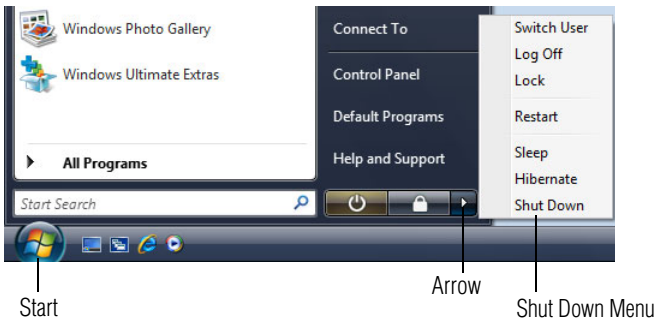 Windows Photo Gallery
Windows Ultimate Extras
All Programs
Start Search
Connect To
Control Panel
Default Programs
Help and Support
Switch User
Log Off
Lock
Restart
Sleep
Hibernate
Shut Down
Start
Arrow
Shut Down Menu